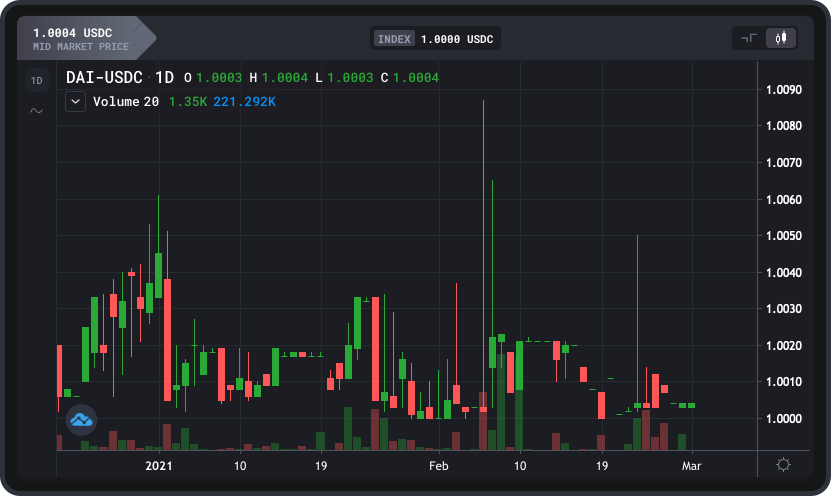 1.0004 USDC
MID MARKET PRICE
INDEX 1.0000 USDC
1D
DAI-USDC · 1D O 1.0003 H 1.0004 L 1.0003 C 1.0004
Volume 20 1.35K 221.292K
1.0090
1.0080
1.0070
1.0060
1.0050
1.0040
1.0030
1.0020
1.0010
1.0000
2021 10 19 Feb 10 19 Mar